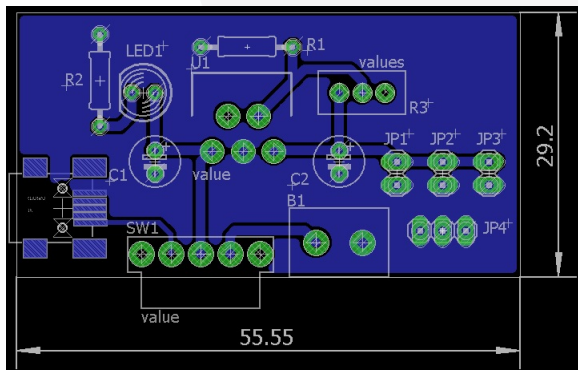 LED1
U1
R1
values
R2
R3
JP1
JP2
JP3
29.2
C1
value
C2
B1
SW1
JP4
value
55.55